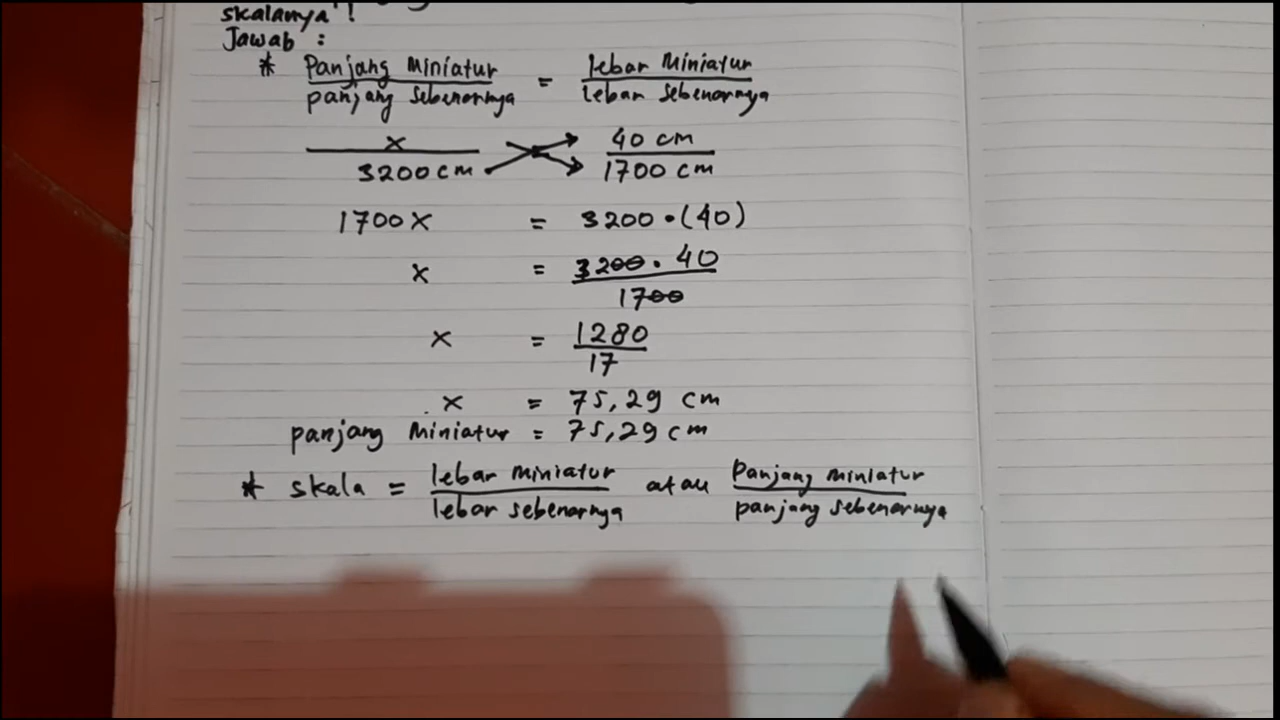 skalanya !
Jawab :
* Panjang Miniatur / panjang sebenarnya = lebar Miniatur / lebar sebenarnya
x / 3200 cm 40 cm / 1700 cm
1700x = 3200 • (40)
x = 3200 . 40 / 1700
x = 1280 / 17
x = 75,29 cm
panjang Miniatur = 75,29 cm
* skala = lebar miniatur / lebar sebenarnya atau Panjang miniatur / panjang sebenarnya